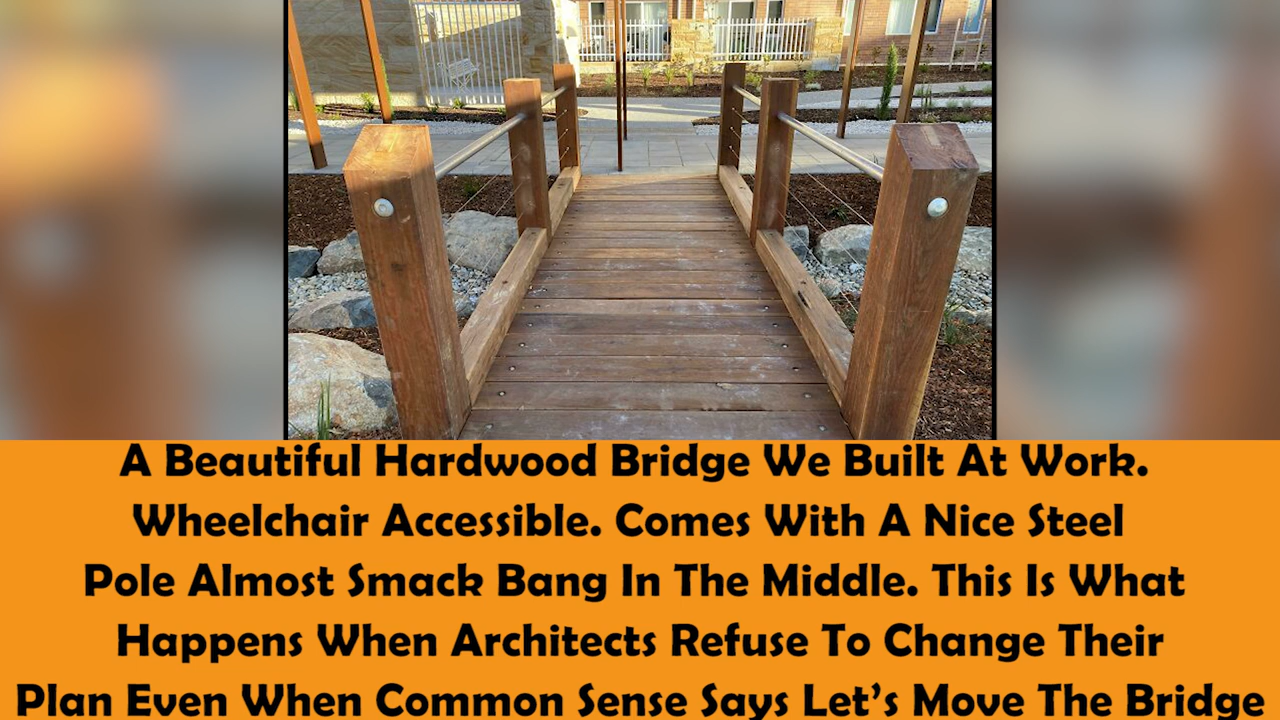 A Beautiful Hardwood Bridge We Built At Work.
Wheelchair Accessible. Comes With A Nice Steel
Pole Almost Smack Bang In The Middle. This Is What
Happens When Architects Refuse To Change Their
Plan Even When Common Sense Says Let’s Move The Bridge